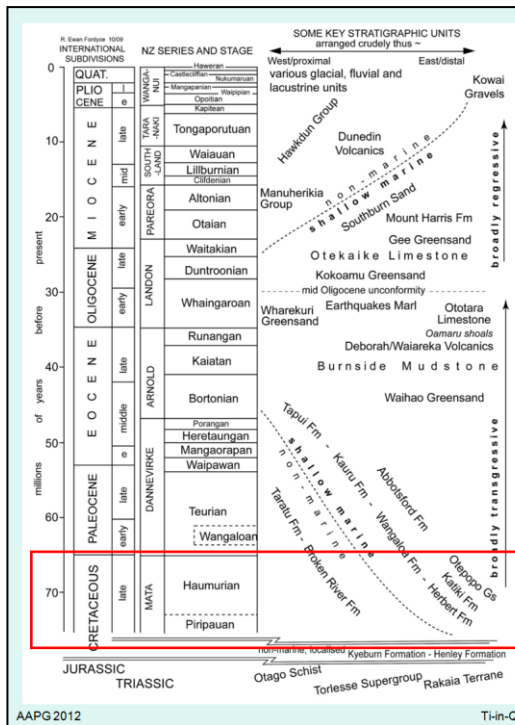 R. Ewan Fordyce 10/09
INTERNATIONAL
SUBDIVISIONS
NZ SERIES AND STAGE
SOME KEY STRATIGRAPHIC UNITS
arranged crudely thus ~
West/proximal
East/distal
various glacial, fluvial and
lacustrine units
0
10
20
30
40
50
60
70
millions of years before present
QUAT.
PLIO
CENE
l
e
MIOCENE
late
mid
early
OLIGOCENE
late
early
EOCENE
late
middle
e
PALEOCENE
late
early
CRETACEOUS
late
JURASSIC
TRIASSIC
WANGA-
NUI
TARA
-NAKI
SOUTH
-LAND
PAREORA
LANDON
ARNOLD
DANNEVIRKE
MATA
Haweran
Castlecliffian
Nukumaruan
Mangapanian
Waipipian
Opoitian
Kapitean
Tongaporutuan
Waiauan
Lillburnian
Clifdenian
Altonian
Otaian
Waitakian
Duntroonian
Whaingaroan
Runangan
Kaiatan
Bortonian
Porangan
Heretaungan
Mangaorapan
Waipawan
Teurian
Wangaloan
Haumurian
Piripauan
Kowai
Gravels
Hawkdun Group
Dunedin
Volcanics
non-marine
shallow marine
Manuherikia
Group
Southburn Sand
Mount Harris Fm
Gee Greensand
Otekaike Limestone
Kokoamu Greensand
mid Oligocene unconformity
Wharekuri
Greensand
Earthquakes Marl
Ototara
Limestone
Oamaru shoals
Deborah/Waiareka Volcanics
Burnside Mudstone
Waihao Greensand
Tapui Fm - Kauru Fm - Wangaloa Fm - Herbert Fm
Abbotsford Fm
shallow marine
non-marine
Taratu Fm - Broken River Fm
Otepopo Gs
Katiki Fm
broadly regressive
broadly transgressive
non-marine, localised
Kyeburn Formation - Henley Formation
Otago Schist
Torlesse Supergroup
Rakaia Terrane
AAPG 2012